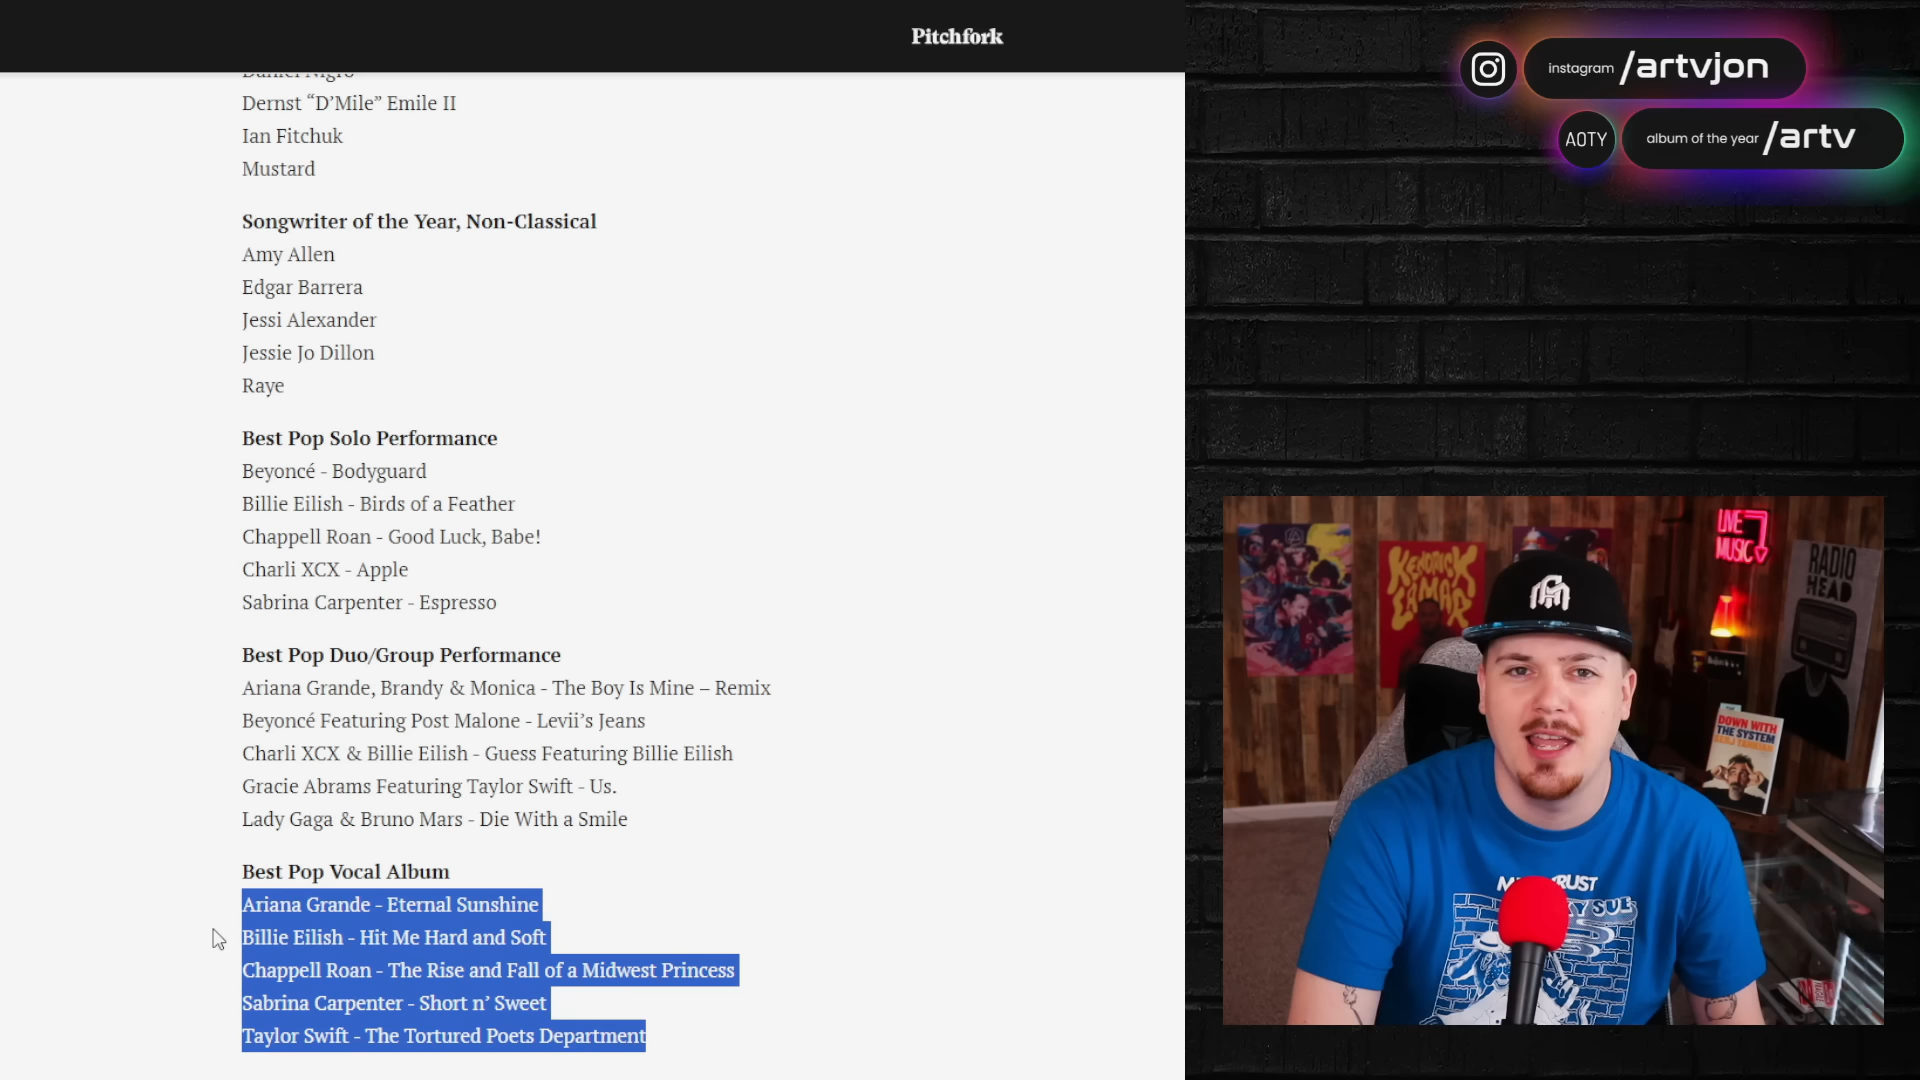 Pitchfork
Daniel Nigro
Dernst “D’Mile” Emile II
Ian Fitchuk
Mustard
Songwriter of the Year, Non-Classical
Amy Allen
Edgar Barrera
Jessi Alexander
Jessie Jo Dillon
Raye
Best Pop Solo Performance
Beyoncé - Bodyguard
Billie Eilish - Birds of a Feather
Chappell Roan - Good Luck, Babe!
Charli XCX - Apple
Sabrina Carpenter - Espresso
Best Pop Duo/Group Performance
Ariana Grande, Brandy & Monica - The Boy Is Mine – Remix
Beyoncé Featuring Post Malone - Levii’s Jeans
Charli XCX & Billie Eilish - Guess Featuring Billie Eilish
Gracie Abrams Featuring Taylor Swift - Us.
Lady Gaga & Bruno Mars - Die With a Smile
Best Pop Vocal Album
Ariana Grande - Eternal Sunshine
Billie Eilish - Hit Me Hard and Soft
Chappell Roan - The Rise and Fall of a Midwest Princess
Sabrina Carpenter - Short n’ Sweet
Taylor Swift - The Tortured Poets Department
instagram /artvjon
AOTY album of the year /artv
LIVE
MUSIC
KENDRICK
LAMAR
RADIO
HEAD
DOWN WITH
THE SYSTEM
SERJ TANKIAN
SUE